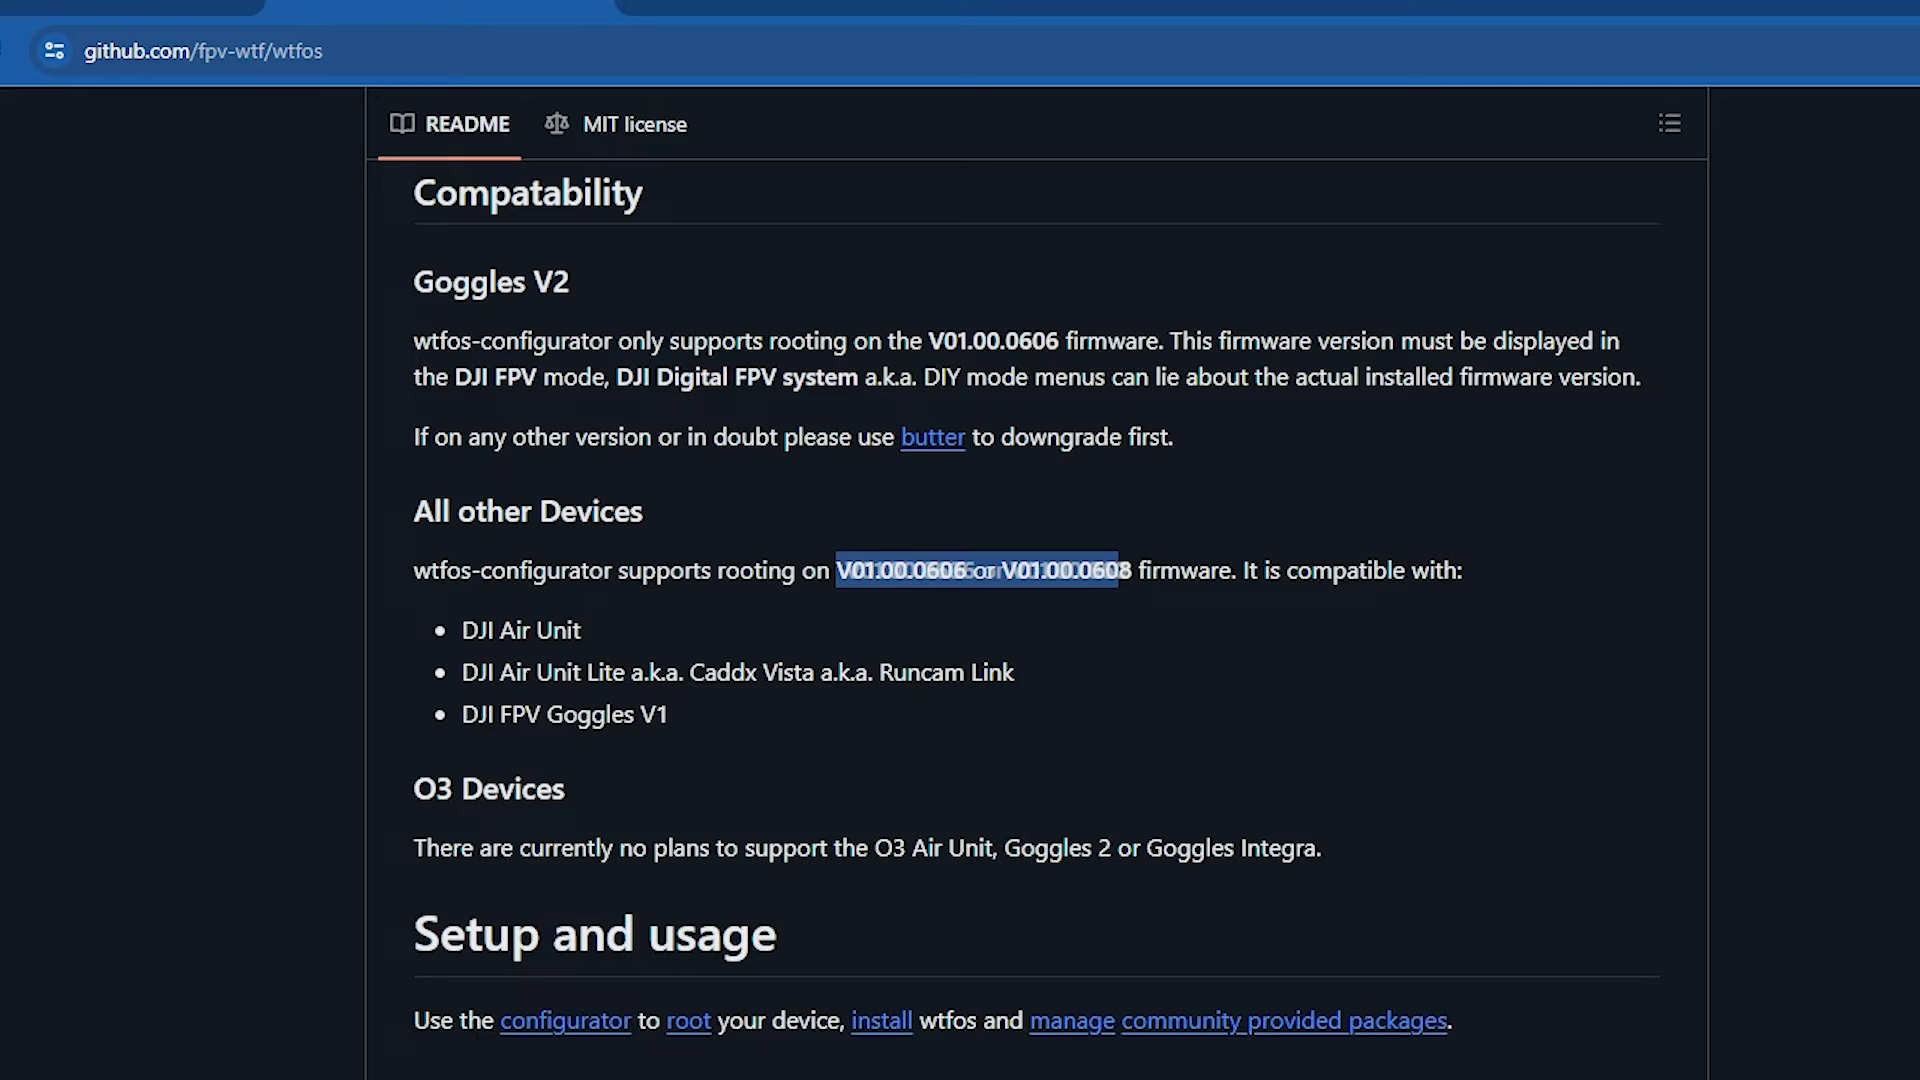 github.com/fpv-wtf/wtfos
README
MIT license
Compatability
Goggles V2
wtfos-configurator only supports rooting on the V01.00.0606 firmware. This firmware version must be displayed in
the DJI FPV mode, DJI Digital FPV system a.k.a. DIY mode menus can lie about the actual installed firmware version.
If on any other version or in doubt please use butter to downgrade first.
All other Devices
wtfos-configurator supports rooting on V01.00.0606 or V01.00.0608 firmware. It is compatible with:
• DJI Air Unit
• DJI Air Unit Lite a.k.a. Caddx Vista a.k.a. Runcam Link
• DJI FPV Goggles V1
O3 Devices
There are currently no plans to support the O3 Air Unit, Goggles 2 or Goggles Integra.
Setup and usage
Use the configurator to root your device, install wtfos and manage community provided packages.